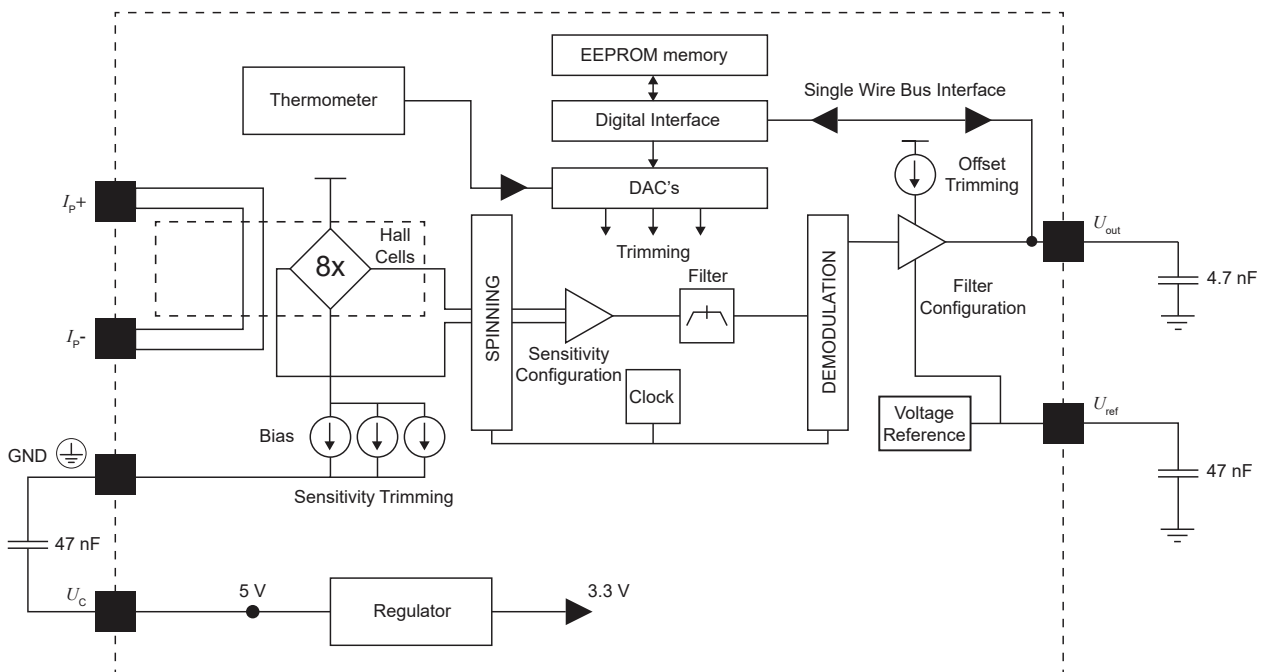 EEPROM memory
Single Wire Bus Interface
Thermometer
Digital Interface
Offset
Trimming
DAC's
I_P+
Hall
Cells
8x
Trimming
U_out
SPINNING
Filter
DEMODULATION
4.7 nF
Filter
Configuration
I_P-
Sensitivity
Configuration
Clock
Voltage
Reference
U_ref
Bias
GND
47 nF
Sensitivity Trimming
47 nF
U_C
5 V
Regulator
3.3 V